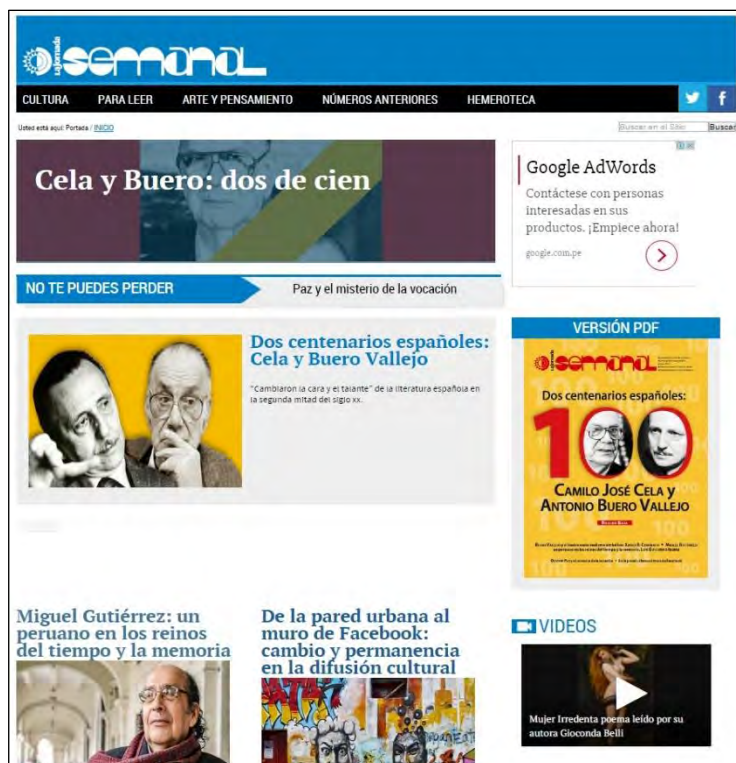 La Jornada
semanal
CULTURA PARA LEER ARTE Y PENSAMIENTO NÚMEROS ANTERIORES HEMEROTECA
Usted está aquí: Portada / INICIO
Buscar en el Sitio Buscar
Cela y Buero: dos de cien
Google AdWords
Contáctese con personas
interesadas en sus
productos. ¡Empiece ahora!
google.com.pe
NO TE PUEDES PERDER
Paz y el misterio de la vocación
Dos centenarios españoles:
Cela y Buero Vallejo
"Cambiaron la cara y el talante" de la literatura española en
la segunda mitad del siglo xx.
VERSIÓN PDF
semanal
Dos centenarios españoles:
100
CAMILO JOSÉ CELA Y
ANTONIO BUERO VALLEJO
Miguel Gutiérrez: un
peruano en los reinos
del tiempo y la memoria
De la pared urbana al
muro de Facebook:
cambio y permanencia
en la difusión cultural
VIDEOS
Mujer Irredenta poema leído por su
autora Gioconda Belli